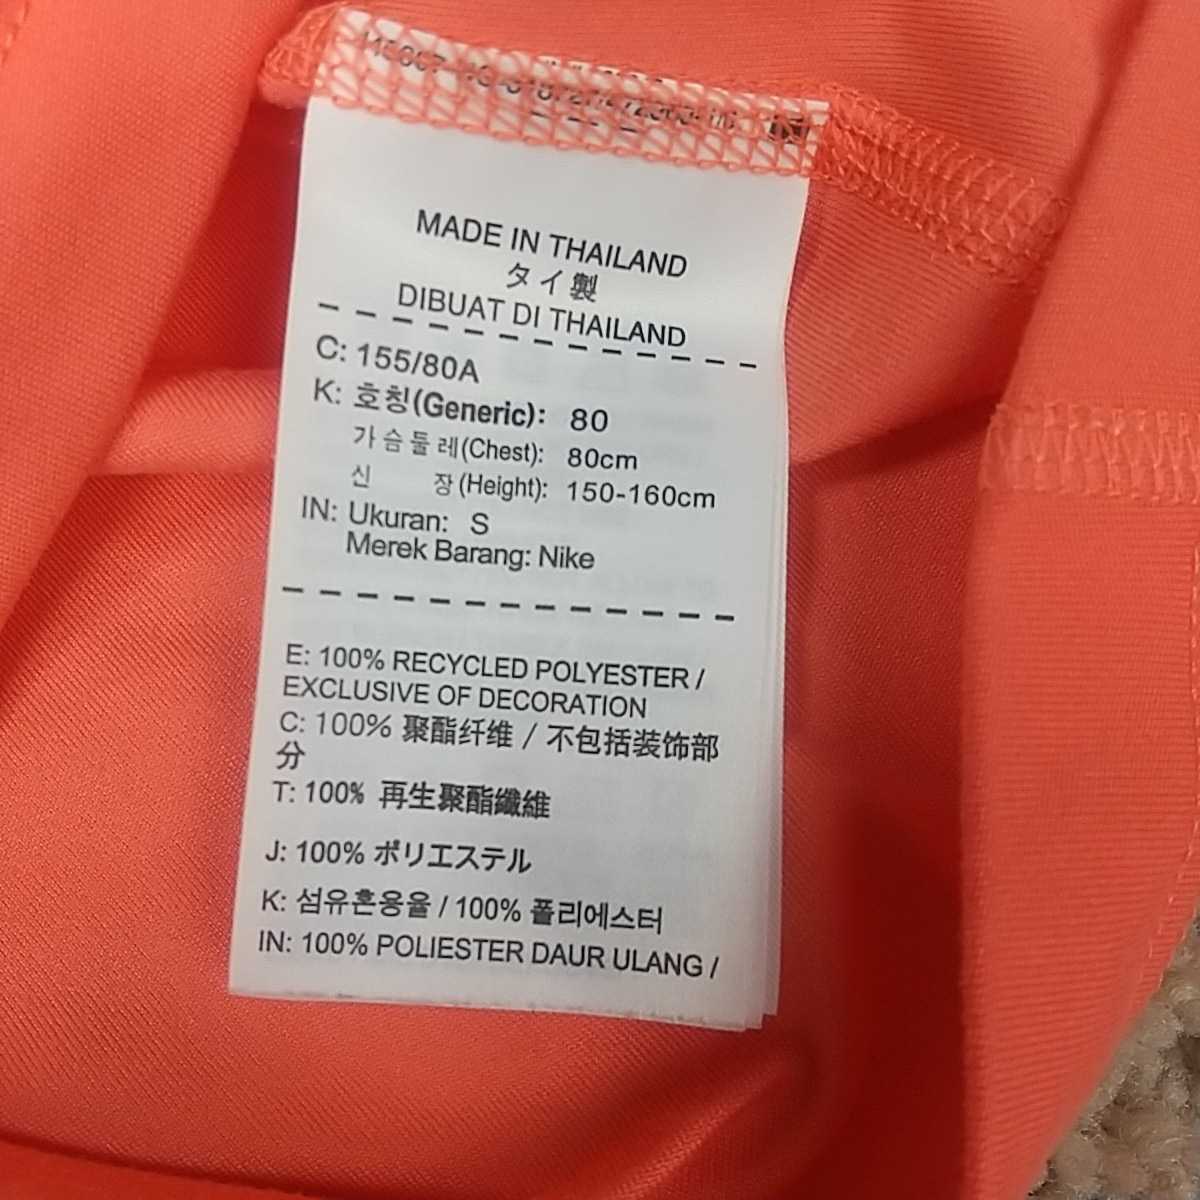 MADE IN THAILAND
タイ製
DIBUAT DI THAILAND
C: 155/80A
K: 호칭(Generic): 80
가슴둘레(Chest): 80cm
신 장(Height): 150-160cm
IN: Ukuran: S
Merek Barang: Nike
E: 100% RECYCLED POLYESTER /
EXCLUSIVE OF DECORATION
C: 100% 聚酯纤维 / 不包括装饰部
分
T: 100% 再生聚酯纖維
J: 100% ポリエステル
K: 섬유혼용율 / 100% 폴리에스터
IN: 100% POLIESTER DAUR ULANG /